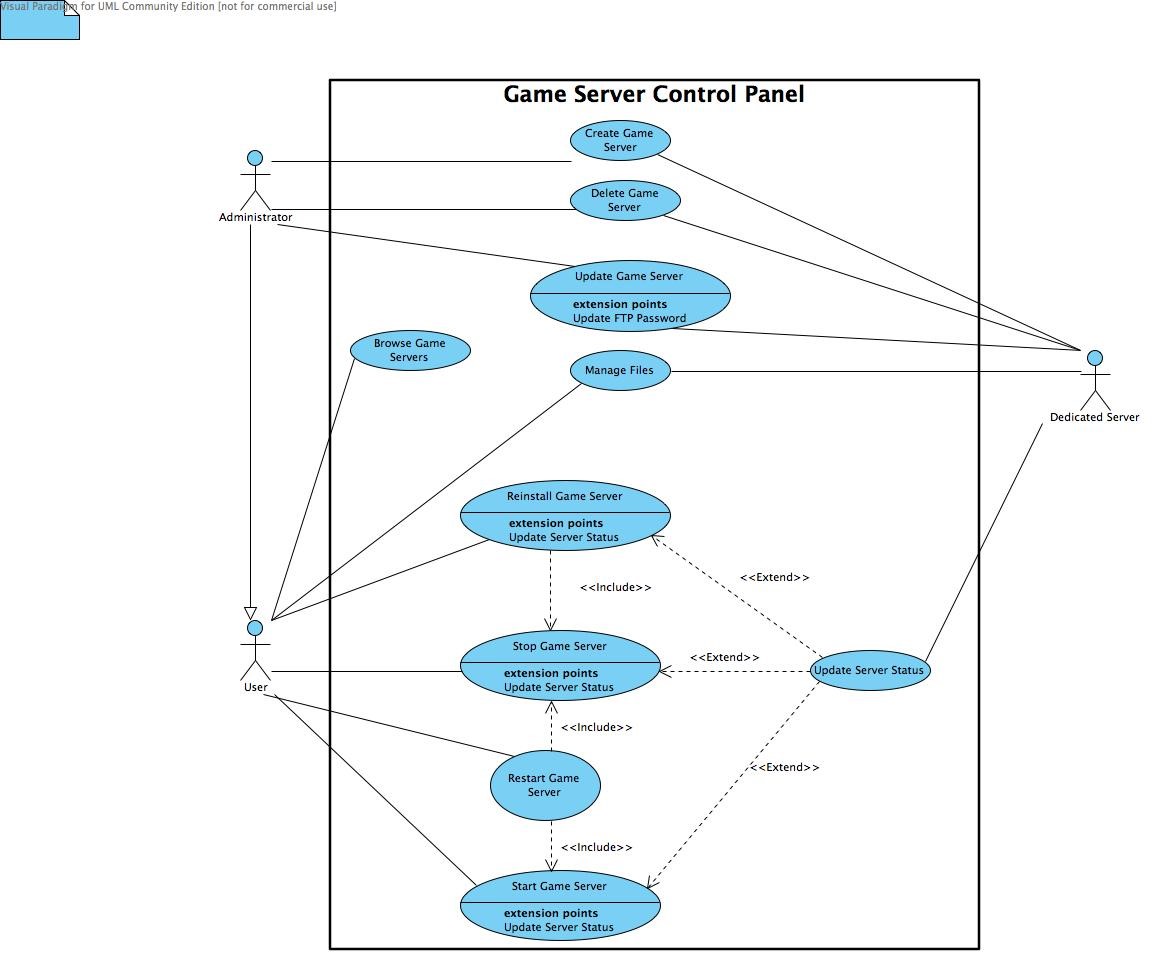 Visual Paradigm for UML Community Edition [not for commercial use]
Game Server Control Panel
Create Game
Server
Delete Game
Server
Administrator
Update Game Server
extension points
Update FTP Password
Browse Game
Servers
Manage Files
Dedicated Server
Reinstall Game Server
extension points
Update Server Status
<<Extend>>
<<Include>>
Stop Game Server
<<Extend>>
extension points
Update Server Status
Update Server Status
User
<<Include>>
<<Extend>>
Restart Game
Server
<<Include>>
Start Game Server
extension points
Update Server Status